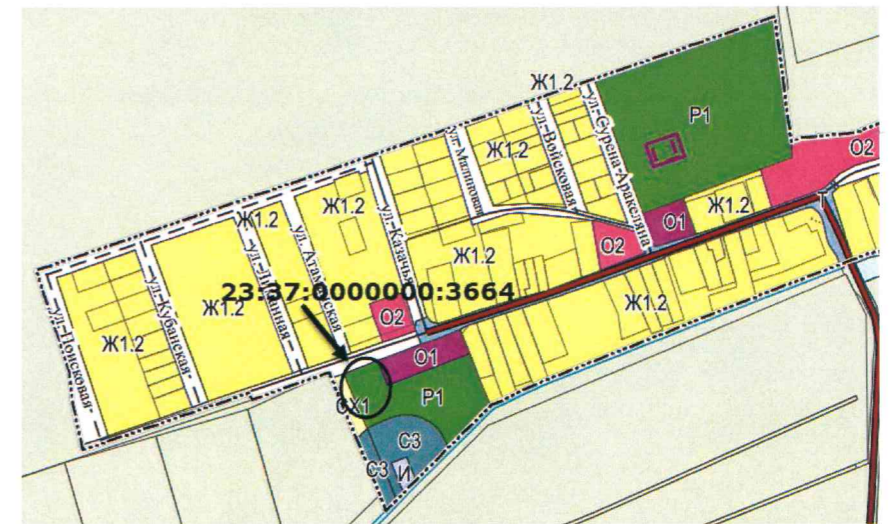 Ж1.2
Р1
О2
ул. Сурена Аракеляна
ул. Войсковая
Ж1.2
ул. Малиновая
Ж1.2
О1
Т
Ж1.2
ул. Казачья
Ж1.2
О2
Ж1.2
ул. Атаманская
23:37:0000000:3664
Ж1.2
ул. Кубанская
Ж1.2
ул. Поисковая
Ж1.2
О2
О1
Р1
СХ1
С3
С3
И